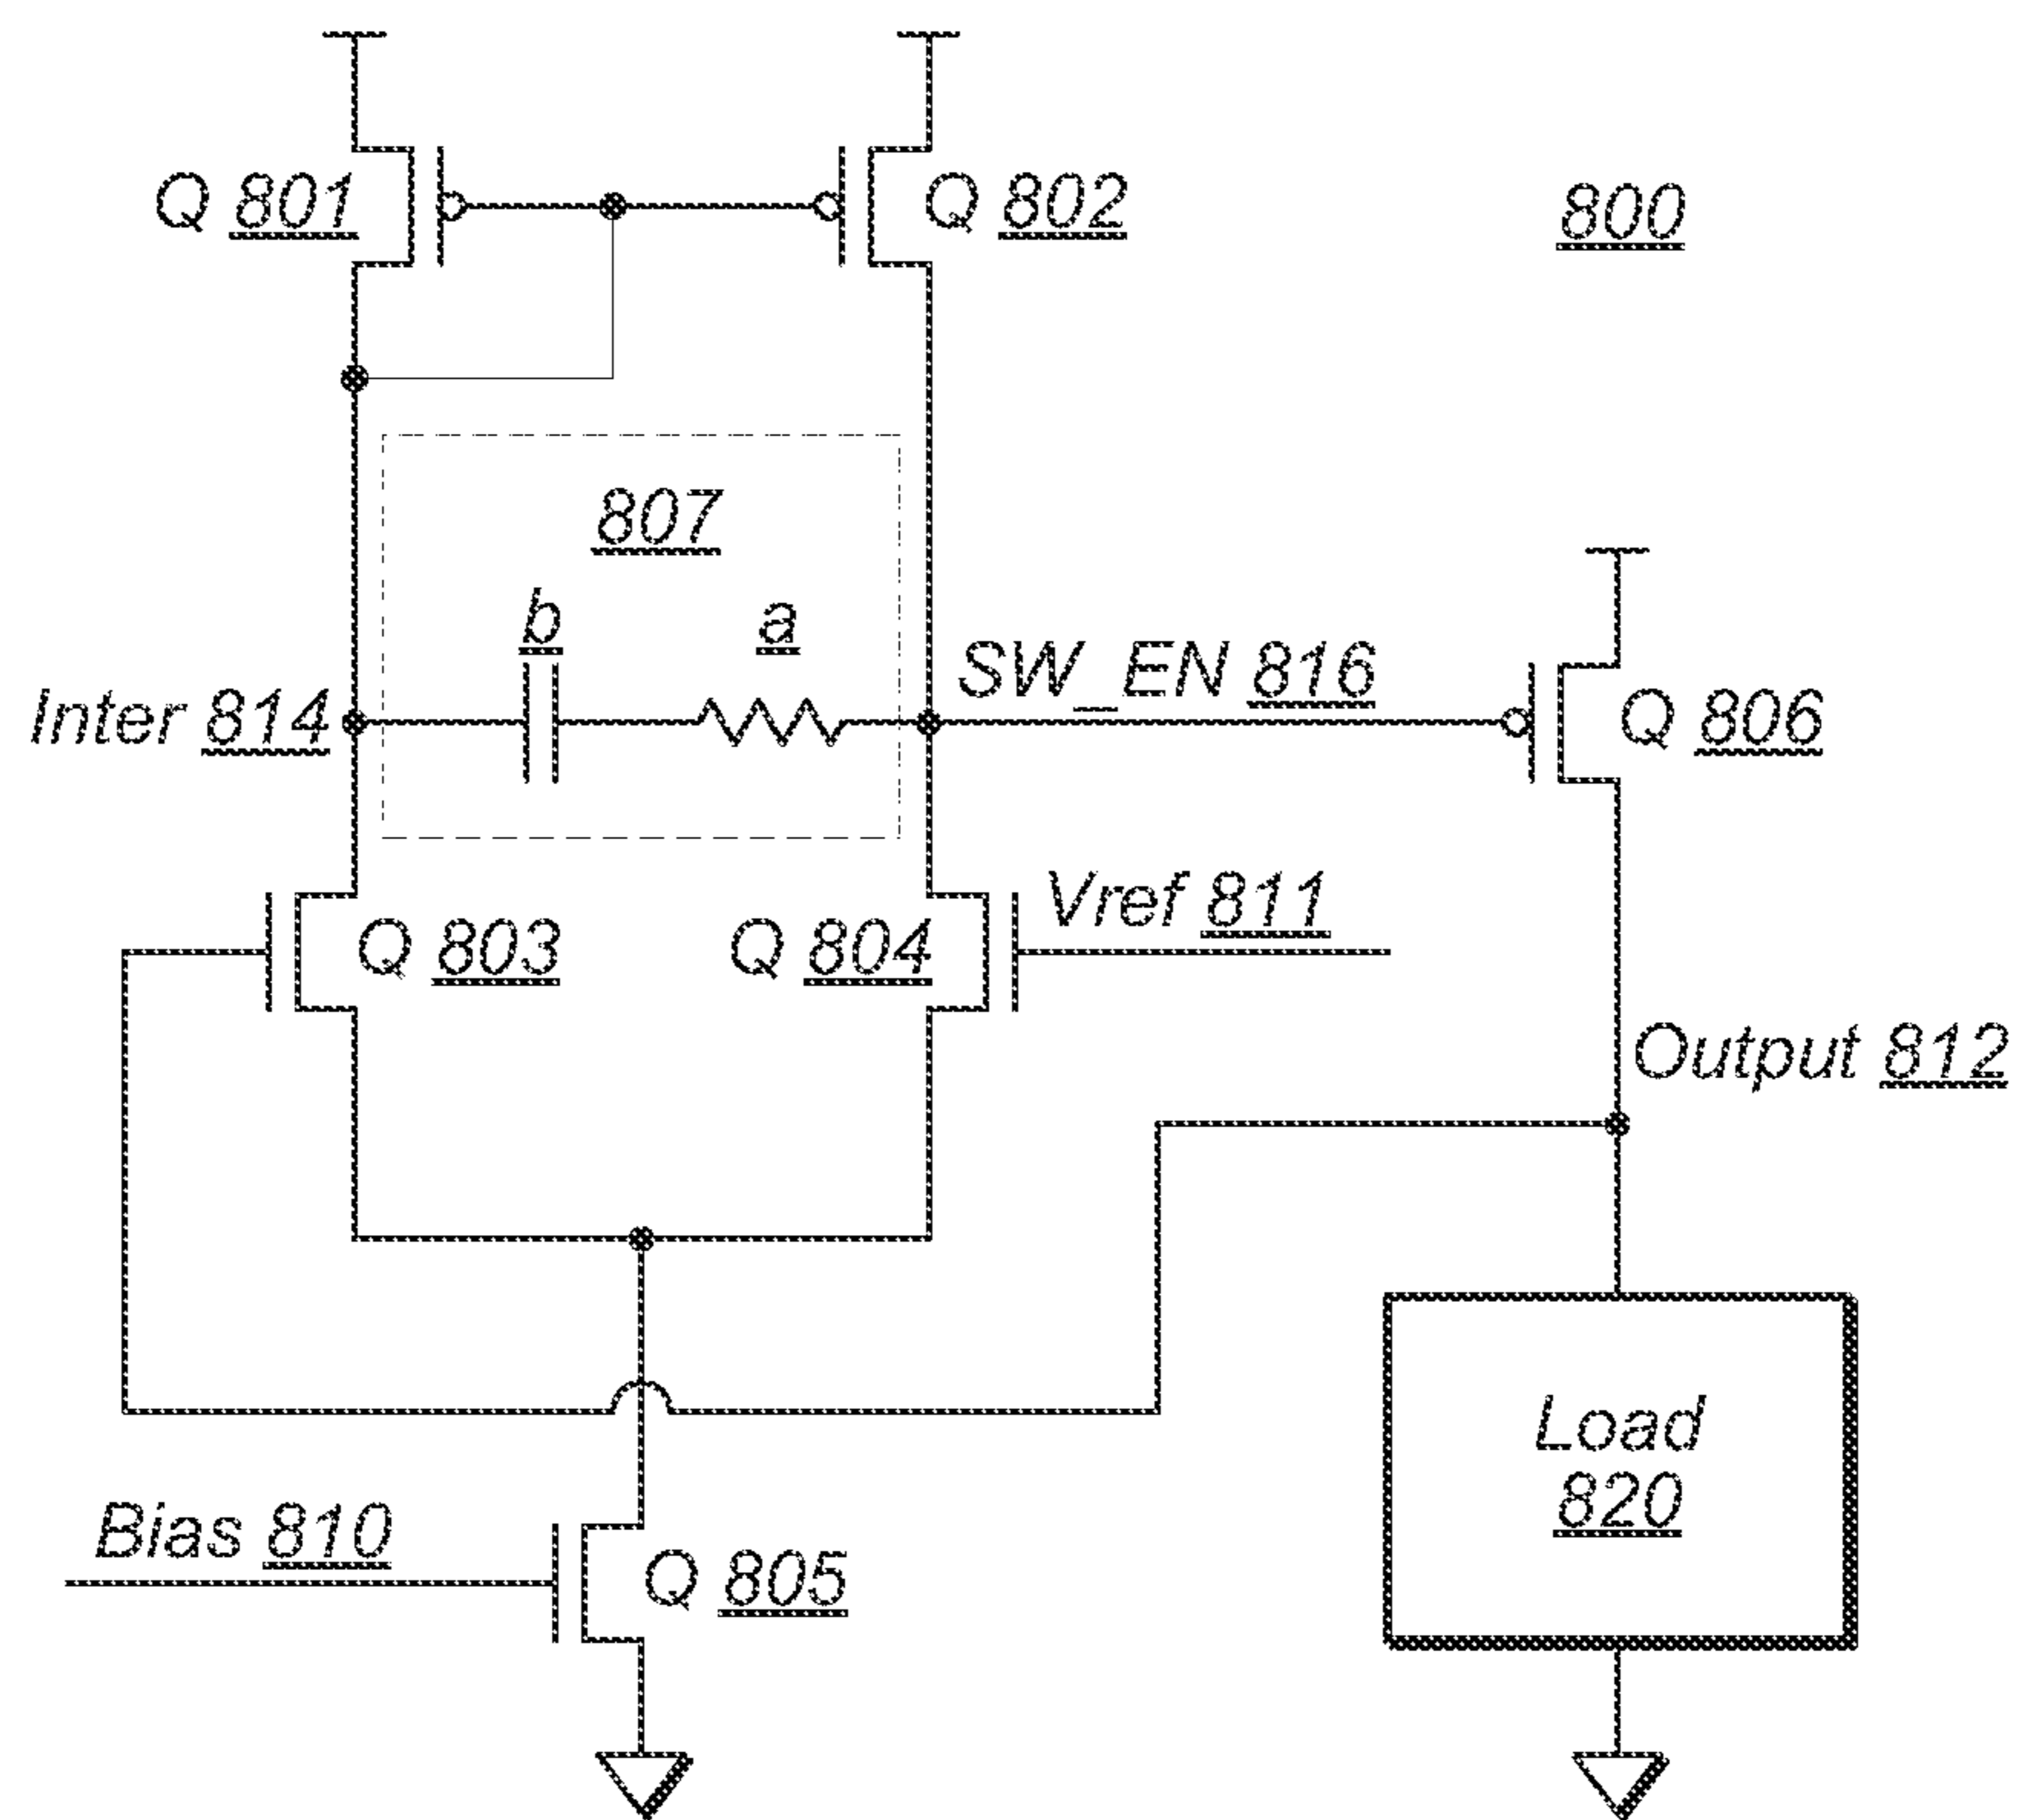 Q 801
Q 802
800
807
b
a
SW_EN 816
Inter 814
Q 806
Vref 811
Q 803
Q 804
Output 812
Load
820
Bias 810
Q 805